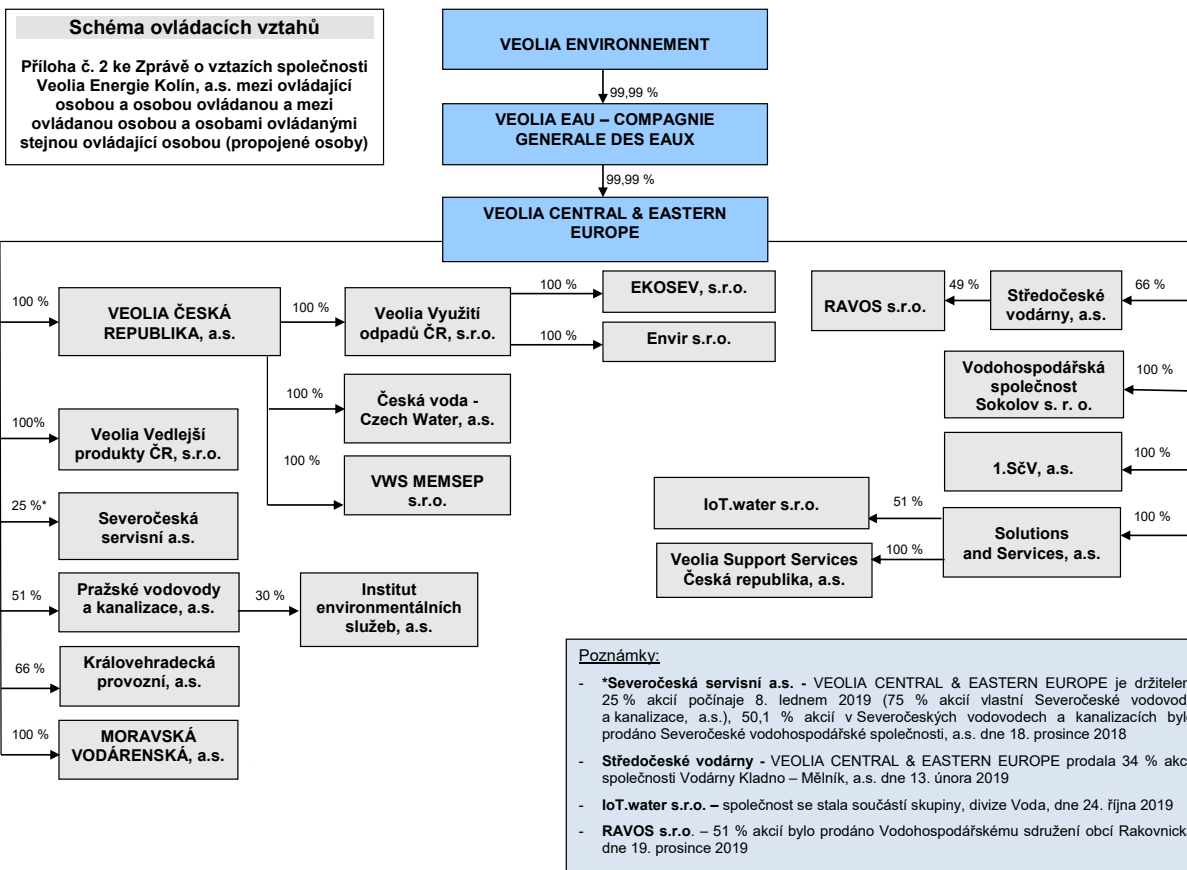 Schéma ovládacích vztahů
Příloha č. 2 ke Zprávě o vztazích společnosti
Veolia Energie Kolín, a.s. mezi ovládající
osobou a osobou ovládanou a mezi
ovládanou osobou a osobami ovládanými
stejnou ovládající osobou (propojené osoby)
VEOLIA ENVIRONNEMENT
99,99 %
VEOLIA EAU – COMPAGNIE
GENERALE DES EAUX
99,99 %
VEOLIA CENTRAL & EASTERN
EUROPE
100 %
VEOLIA ČESKÁ
REPUBLIKA, a.s.
100 %
Veolia Využití
odpadů ČR, s.r.o.
100 %
EKOSEV, s.r.o.
100 %
Envir s.r.o.
100 %
Česká voda -
Czech Water, a.s.
100 %
VWS MEMSEP
s.r.o.
100%
Veolia Vedlejší
produkty ČR, s.r.o.
25 %*
Severočeská
servisní a.s.
51 %
Pražské vodovody
a kanalizace, a.s.
30 %
Institut
environmentálních
služeb, a.s.
66 %
Královehradecká
provozní, a.s.
100 %
MORAVSKÁ
VODÁRENSKÁ, a.s.
RAVOS s.r.o.
49 %
Středočeské
vodárny, a.s.
66 %
Vodohospodářská
společnost
Sokolov s. r. o.
100 %
1.SčV, a.s.
100 %
IoT.water s.r.o.
51 %
Solutions
and Services, a.s.
100 %
Veolia Support Services
Česká republika, a.s.
100 %
Poznámky:
- *Severočeská servisní a.s. - VEOLIA CENTRAL & EASTERN EUROPE je držitelem
25 % akcií počínaje 8. lednem 2019 (75 % akcií vlastní Severočeské vodovod
a kanalizace, a.s.), 50,1 % akcií v Severočeských vodovodech a kanalizacích byl
prodáno Severočeské vodohospodářské společnosti, a.s. dne 18. prosince 2018
- Středočeské vodárny - VEOLIA CENTRAL & EASTERN EUROPE prodala 34 % akc
společnosti Vodárny Kladno – Mělník, a.s. dne 13. února 2019
- IoT.water s.r.o. – společnost se stala součástí skupiny, divize Voda, dne 24. října 2019
- RAVOS s.r.o. – 51 % akcií bylo prodáno Vodohospodářskému sdružení obcí Rakovnick
dne 19. prosince 2019